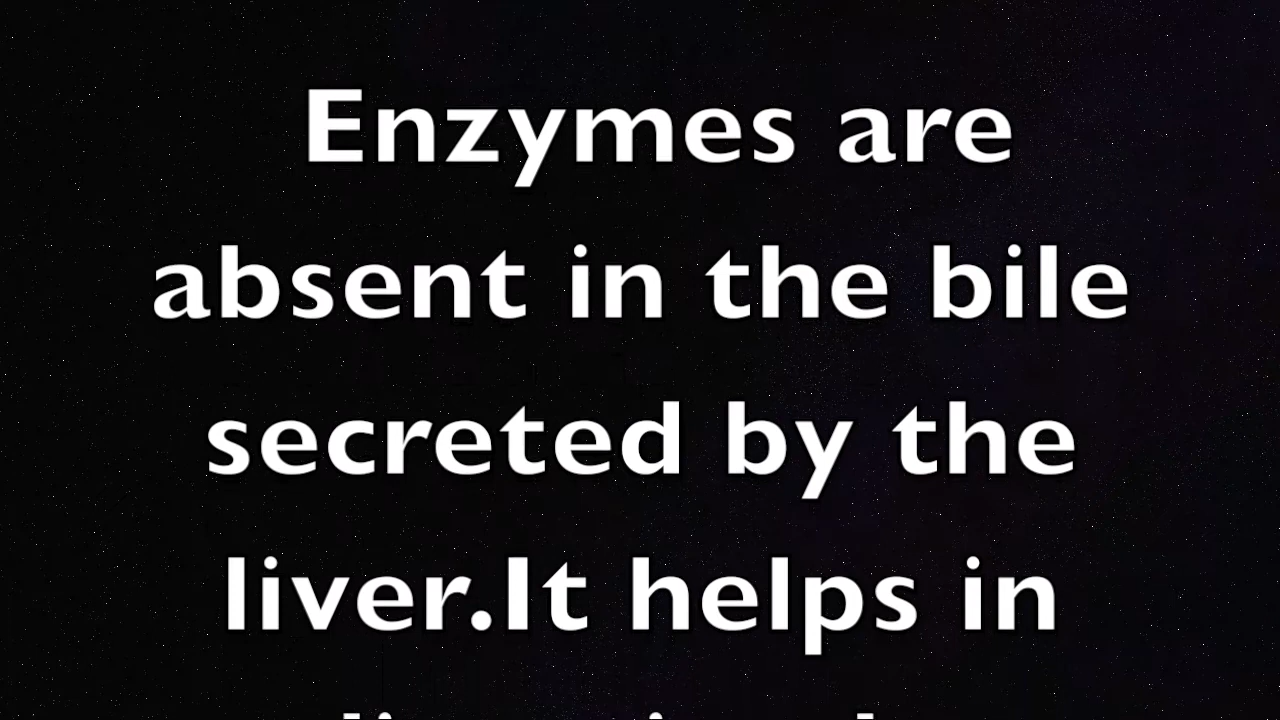 Enzymes are
absent in the bile
secreted by the
liver.It helps in